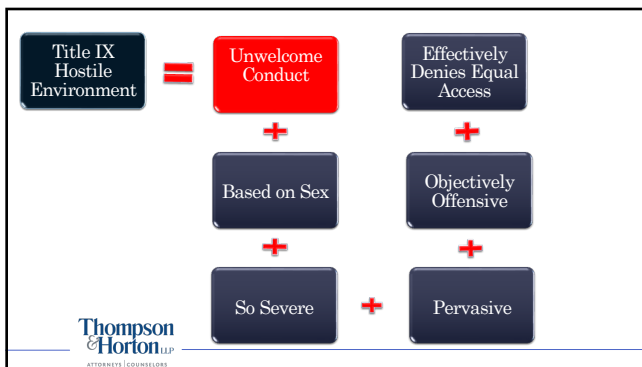 Title IX
Hostile
Environment
=
Unwelcome
Conduct
+
Based on Sex
+
So Severe
+
Pervasive
+
Objectively
Offensive
+
Effectively
Denies Equal
Access
Thompson
& Horton LLP
ATTORNEYS | COUNSELORS